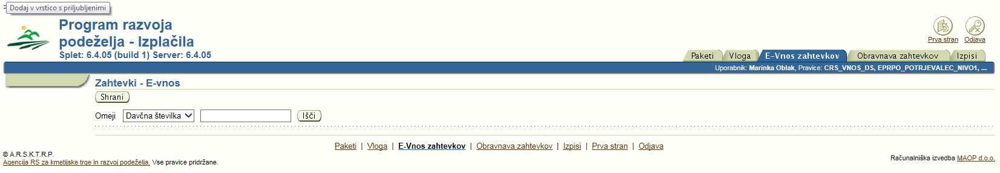 > Dodaj v vrstico s priljubljenimi
Program razvoja
podeželja - Izplačila
Splet: 6.4.05 (build 1) Server: 6.4.05
Prva stran Odjava
Paketi Vloga E-Vnos zahtevkov Obravnava zahtevkov Izpisi
Uporabnik: Marinka Oblak, Pravice: CRS_VNOS_DS, EPRPO_POTRJEVALEC_NIVO1, ...
Zahtevki - E-vnos
Shrani
Omeji Davčna številka Išči
Paketi | Vloga | E-Vnos zahtevkov | Obravnava zahtevkov | Izpisi | Prva stran | Odjava
© A.R.S.K.T.R.P.
Agencija RS za kmetijske trge in razvoj podeželja. Vse pravice pridržane.
Računalniška izvedba MAOP d.o.o.